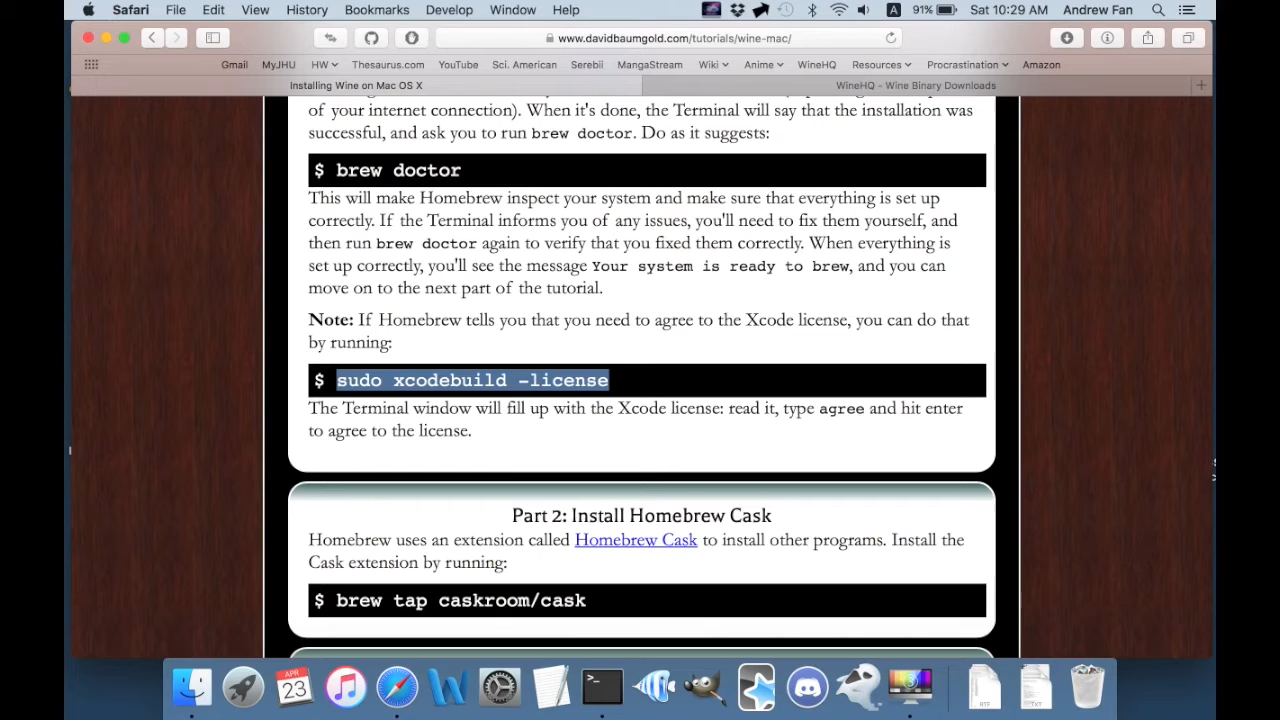 Safari File Edit View History Bookmarks Develop Window Help A 91% Sat 10:29 AM Andrew Fan
www.davidbaumgold.com/tutorials/wine-mac/
Gmail MyJHU HW Thesaurus.com YouTube Sci. American Serebii MangaStream Wiki Anime WineHQ Resources Procrastination Amazon
Installing Wine on Mac OS X WineHQ - Wine Binary Downloads
of your internet connection). When it's done, the Terminal will say that the installation was
successful, and ask you to run brew doctor. Do as it suggests:
$ brew doctor
This will make Homebrew inspect your system and make sure that everything is set up
correctly. If the Terminal informs you of any issues, you'll need to fix them yourself, and
then run brew doctor again to verify that you fixed them correctly. When everything is
set up correctly, you'll see the message Your system is ready to brew, and you can
move on to the next part of the tutorial.
Note: If Homebrew tells you that you need to agree to the Xcode license, you can do that
by running:
$ sudo xcodebuild -license
The Terminal window will fill up with the Xcode license: read it, type agree and hit enter
to agree to the license.
Part 2: Install Homebrew Cask
Homebrew uses an extension called Homebrew Cask to install other programs. Install the
Cask extension by running:
$ brew tap caskroom/cask
APR
23
RTF
TXT